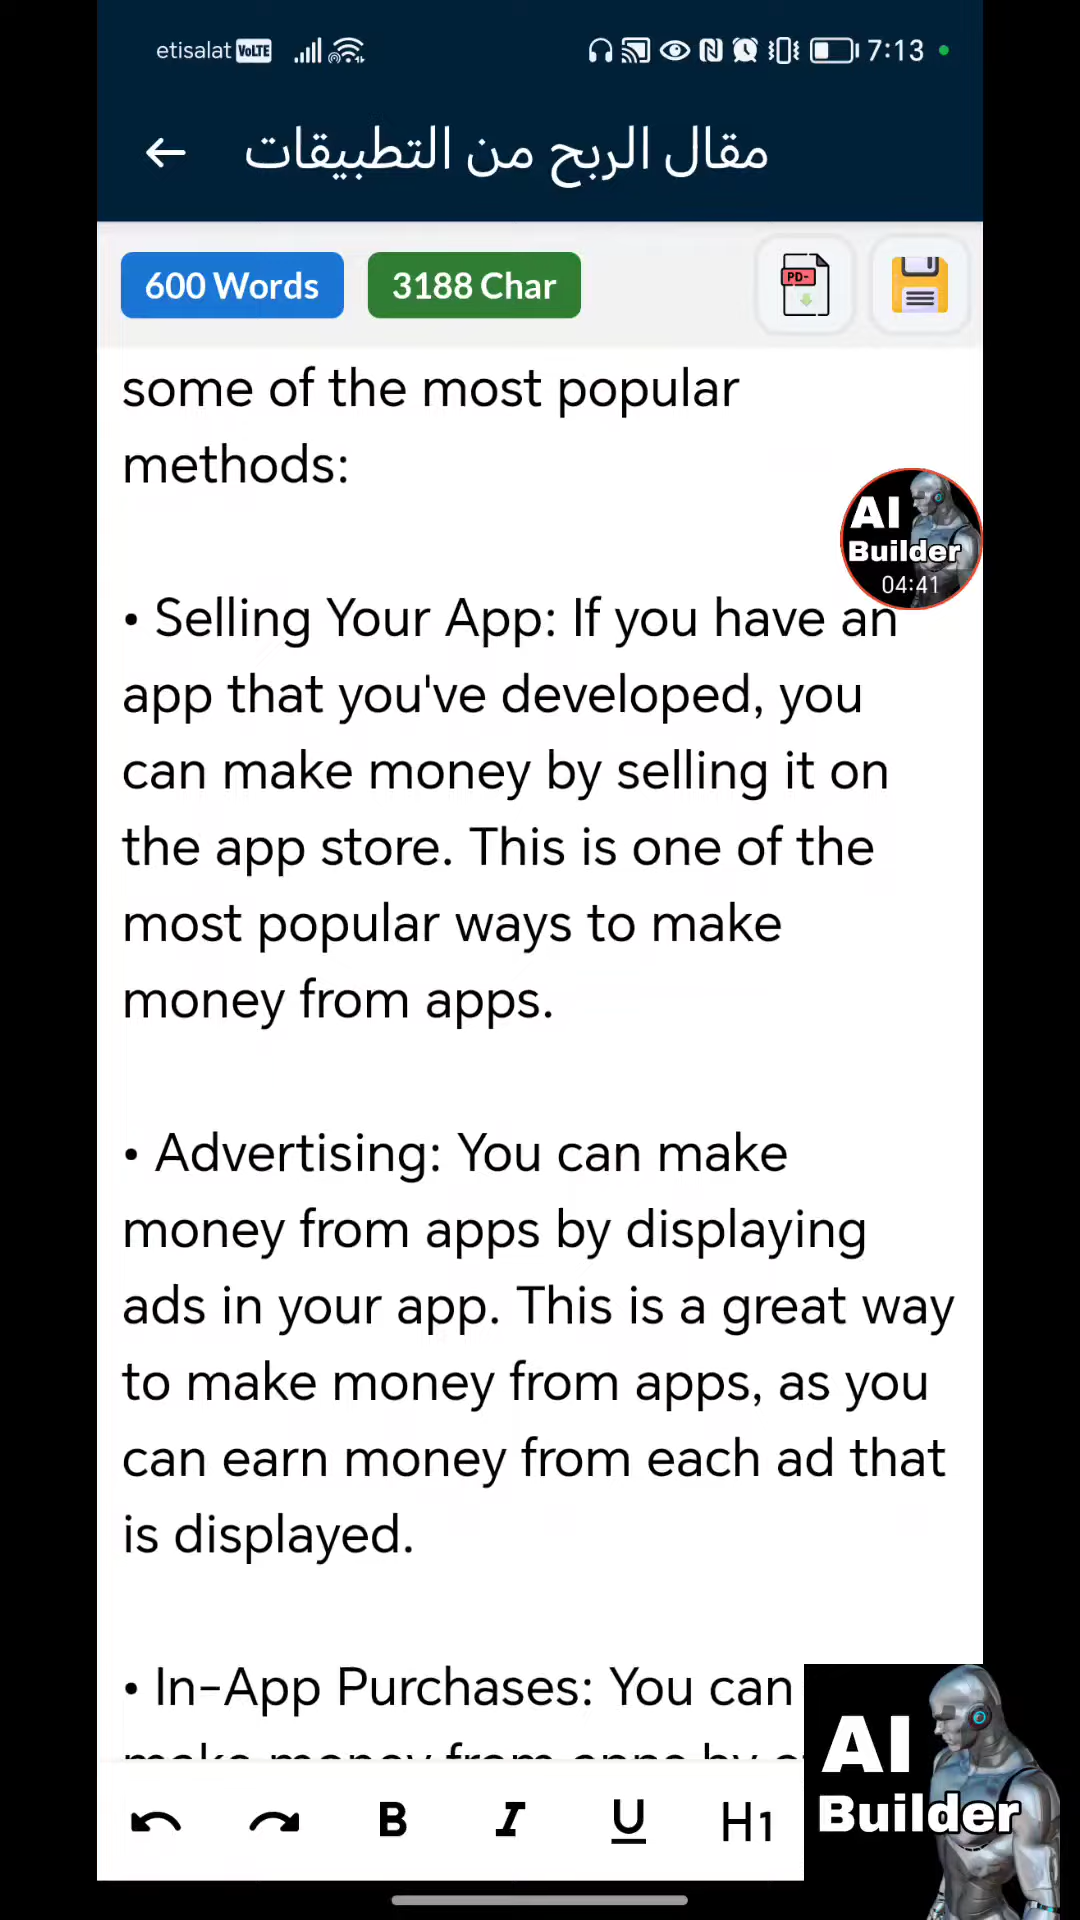 etisalat VoLTE 7:13
مقال الربح من التطبيقات
600 Words 3188 Char PD-
some of the most popular
methods:
AI
Builder
04:41
• Selling Your App: If you have an
app that you've developed, you
can make money by selling it on
the app store. This is one of the
most popular ways to make
money from apps.
• Advertising: You can make
money from apps by displaying
ads in your app. This is a great way
to make money from apps, as you
can earn money from each ad that
is displayed.
• In-App Purchases: You can
make money from apps by
B I U H1
AI
Builder